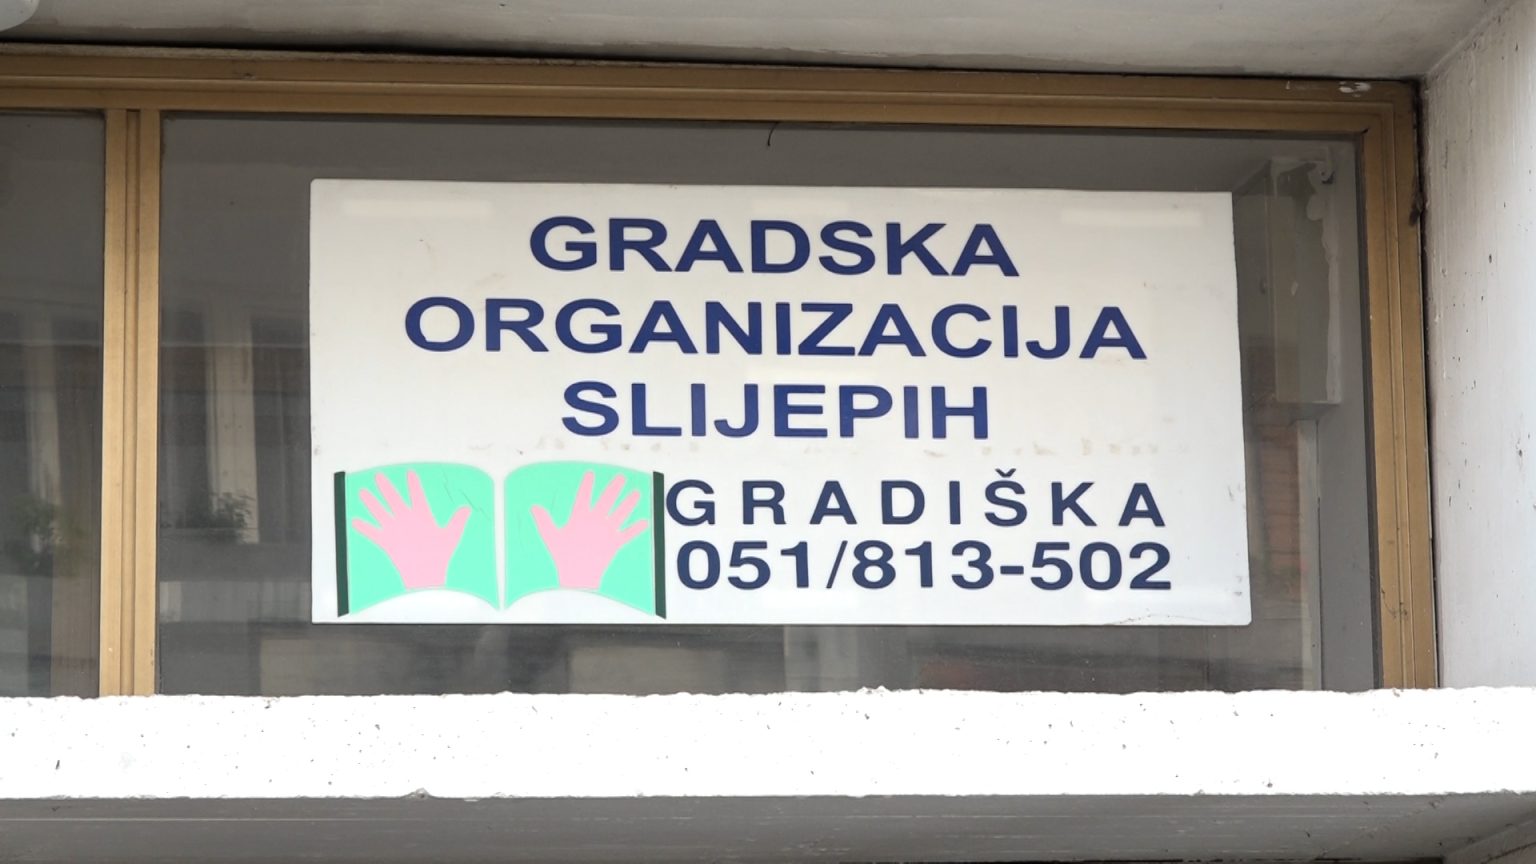 GRADSKA
ORGANIZACIJA
SLIJEPIH
GRADIŠKA
051/813-502